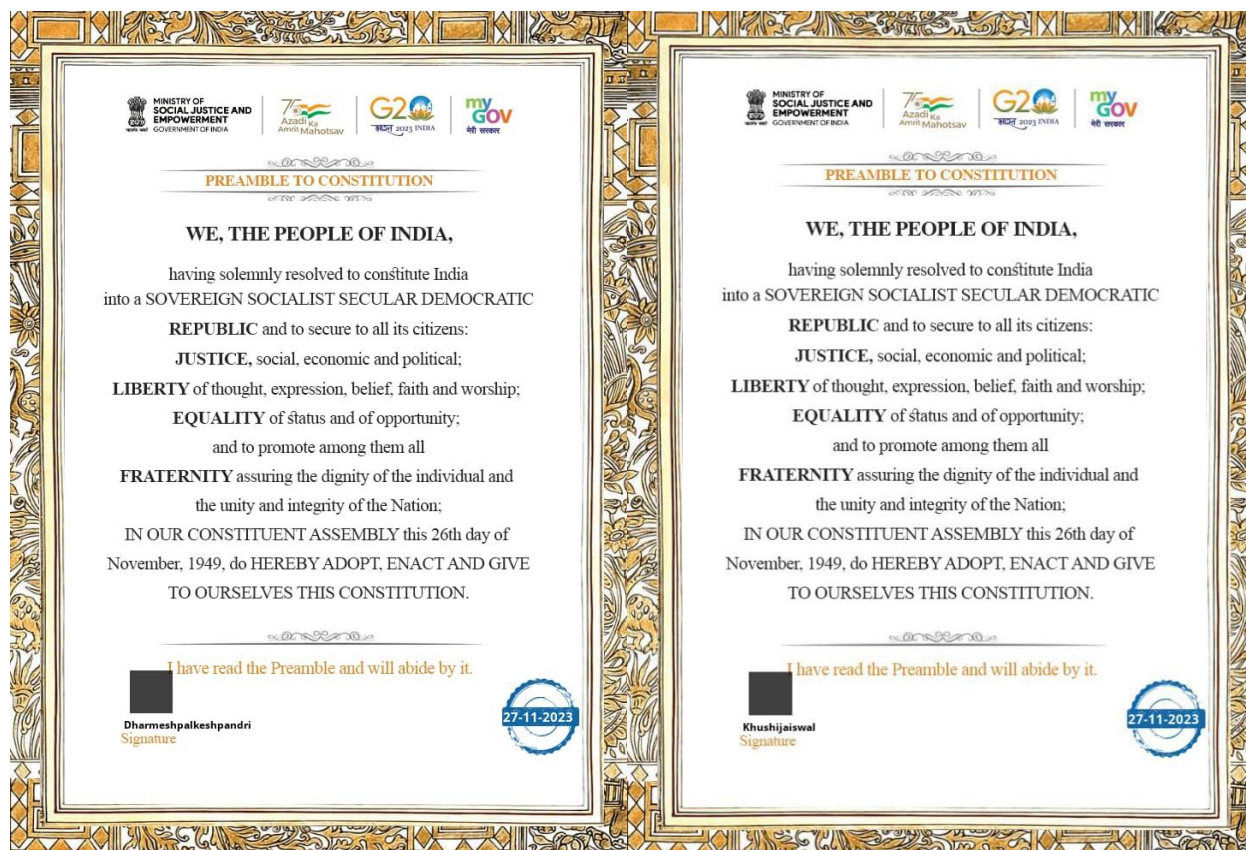 MINISTRY OF
SOCIAL JUSTICE AND
EMPOWERMENT
GOVERNMENT OF INDIA
75
Azadi Ka
Amrit Mahotsav
G20
भारत 2023 INDIA
my
GOV
मेरी सरकार
PREAMBLE TO CONSTITUTION
WE, THE PEOPLE OF INDIA,
having solemnly resolved to constitute India
into a SOVEREIGN SOCIALIST SECULAR DEMOCRATIC
REPUBLIC and to secure to all its citizens:
JUSTICE, social, economic and political;
LIBERTY of thought, expression, belief, faith and worship;
EQUALITY of status and of opportunity;
and to promote among them all
FRATERNITY assuring the dignity of the individual and
the unity and integrity of the Nation;
IN OUR CONSTITUENT ASSEMBLY this 26th day of
November, 1949, do HEREBY ADOPT, ENACT AND GIVE
TO OURSELVES THIS CONSTITUTION.
I have read the Preamble and will abide by it.
Dharmeshpalkeshpandri
Signature
27-11-2023
MINISTRY OF
SOCIAL JUSTICE AND
EMPOWERMENT
GOVERNMENT OF INDIA
75
Azadi Ka
Amrit Mahotsav
G20
भारत 2023 INDIA
my
GOV
मेरी सरकार
PREAMBLE TO CONSTITUTION
WE, THE PEOPLE OF INDIA,
having solemnly resolved to constitute India
into a SOVEREIGN SOCIALIST SECULAR DEMOCRATIC
REPUBLIC and to secure to all its citizens:
JUSTICE, social, economic and political;
LIBERTY of thought, expression, belief, faith and worship;
EQUALITY of status and of opportunity;
and to promote among them all
FRATERNITY assuring the dignity of the individual and
the unity and integrity of the Nation;
IN OUR CONSTITUENT ASSEMBLY this 26th day of
November, 1949, do HEREBY ADOPT, ENACT AND GIVE
TO OURSELVES THIS CONSTITUTION.
I have read the Preamble and will abide by it.
Khushijaiswal
Signature
27-11-2023